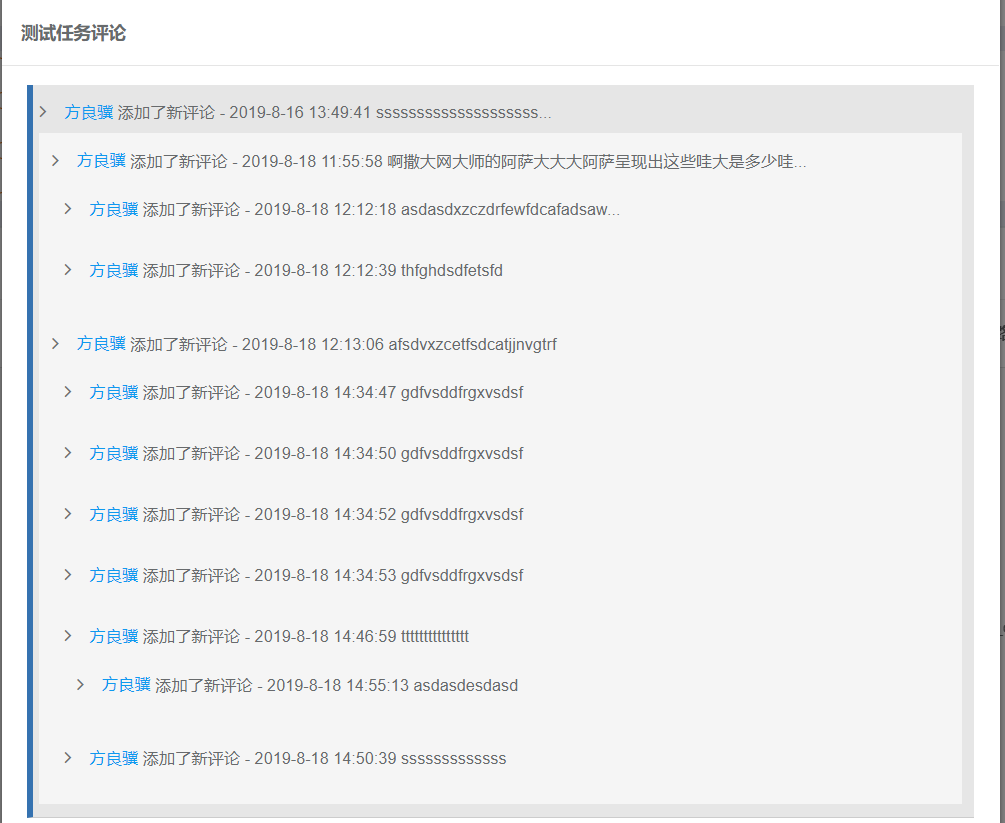 测试任务评论
方良骥 添加了新评论 - 2019-8-16 13:49:41 ssssssssssssssssssss...
方良骥 添加了新评论 - 2019-8-18 11:55:58 啊撒大网大师的阿萨大大大阿萨呈现出这些哇大是多少哇...
方良骥 添加了新评论 - 2019-8-18 12:12:18 asdasdxzczdrfewfdcafadsaw...
方良骥 添加了新评论 - 2019-8-18 12:12:39 thfghdsdfetsfd
方良骥 添加了新评论 - 2019-8-18 12:13:06 afsdvxzcetfsdcatjjnvgtrf
方良骥 添加了新评论 - 2019-8-18 14:34:47 gdfvsddfrgxvsdsf
方良骥 添加了新评论 - 2019-8-18 14:34:50 gdfvsddfrgxvsdsf
方良骥 添加了新评论 - 2019-8-18 14:34:52 gdfvsddfrgxvsdsf
方良骥 添加了新评论 - 2019-8-18 14:34:53 gdfvsddfrgxvsdsf
方良骥 添加了新评论 - 2019-8-18 14:46:59 ttttttttttttttt
方良骥 添加了新评论 - 2019-8-18 14:55:13 asdasdesdasd
方良骥 添加了新评论 - 2019-8-18 14:50:39 sssssssssssss